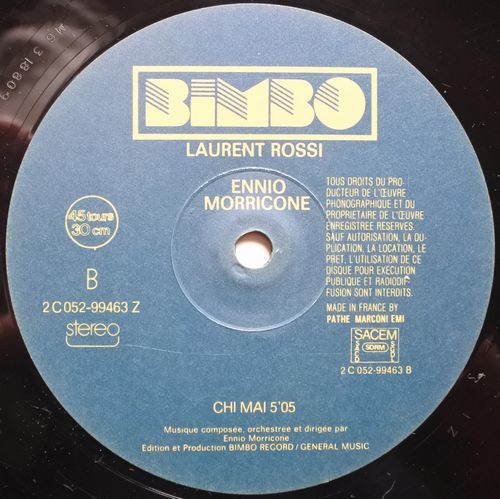 BIMBO
LAURENT ROSSI
ENNIO
MORRICONE
45 tours
30 cm
B
2 C 052-99463 Z
stereo
TOUS DROITS DU PRO-
DUCTEUR DE L'ŒUVRE
PHONOGRAPHIQUE ET DU
PROPRIETAIRE DE L'ŒUVRE
ENREGISTREE RESERVES.
SAUF AUTORISATION, LA DU-
PLICATION, LA LOCATION, LE
PRET, L'UTILISATION DE CE
DISQUE POUR EXECUTION
PUBLIQUE ET RADIODIF-
FUSION SONT INTERDITS.
MADE IN FRANCE BY
PATHE MARCONI EMI
SACEM
SACD SDRM SGDL
2 C 052-99463 B
CHI MAI 5'05
Musique composée, orchestrée et dirigée par
Ennio Morricone
Edition et Production BIMBO RECORD / GENERAL MUSIC